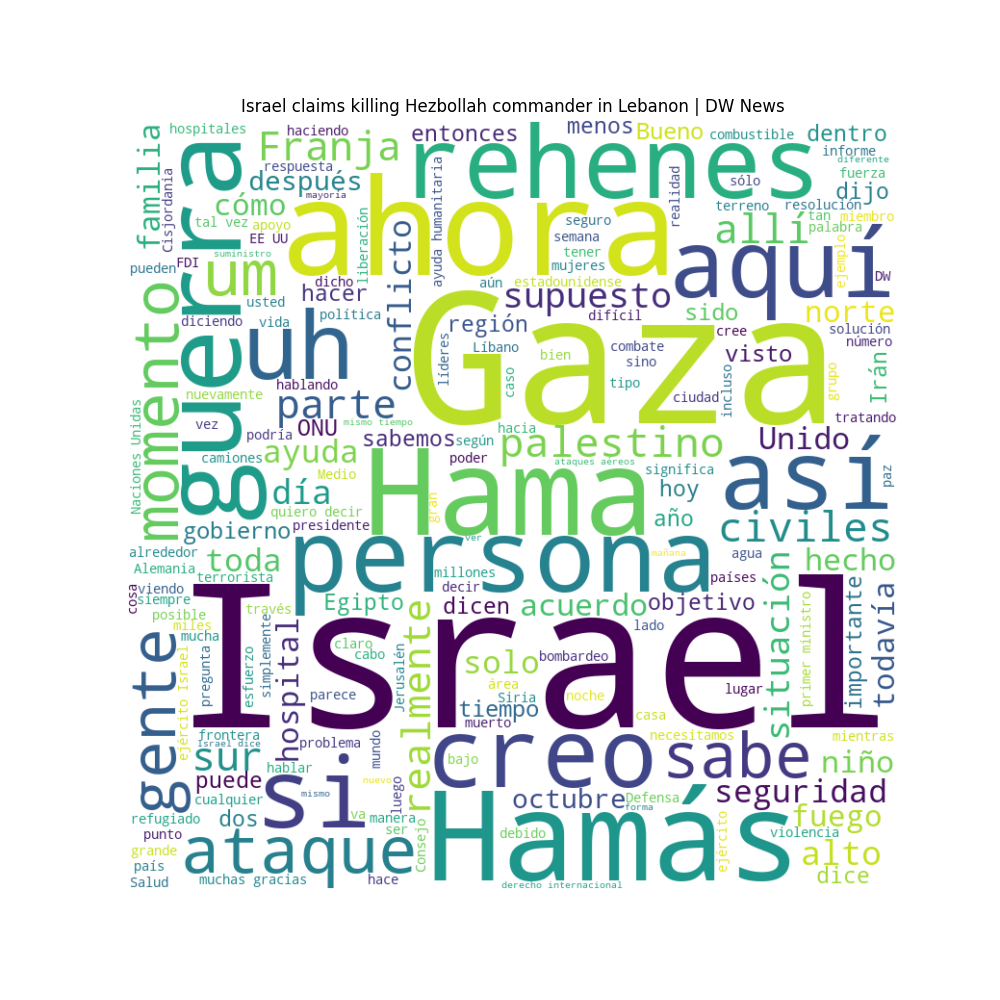 Israel claims killing Hezbollah commander in Lebanon | DW News
hospitales
haciendo
entonces
menos
Bueno
combustible
dentro
informe
diferente
familia
Franja
rehenes
respuesta
mayoría
después
cisjordania
guerra
ahora
ayuda humanitaria
realidad
sólo
fuerza
dijo
cómo
tal vez
apoyo
EE UU
liberación
conflicto
seguro
semana
terreno
resolución
tan
miembro
palabra
allí
suministro
pueden
FDI
um
tener
mujeres
aquí
ejemplo
DW
dicho
hacer
aún
estadounidense
usted
supuesto
difícil
sido
norte
diciendo
vida
política
región
cree
solución
número
momento
uh
líderes
Líbano
bien
combate
sino
visto
Gaza
Irán
hablando
caso
tipo
incluso
grupo
nuevamente
parte
ciudad
tratando
Naciones Unidas
vez
podría
mismo tiempo
ONU
hacia
sabemos
según
palestino
Unido
camiones
ayuda
poder
ataques aéreos
significa
Medio
Hama
así
paz
día
gran
hoy
quiero decir
año
gobierno
presidente
civiles
ver
alrededor
persona
mañana
agua
hecho
Alemania
toda
terrorista
millones
países
cosa
viendo
decir
siempre
Egipto
dicen
acuerdo
objetivo
situación
primer ministro
importante
todavía
posible
través
miles
mucha
simplemente
hospital
realmente
lado
Israel
gente
ejército Israel
pregunta
esfuerzo
claro
cabo
Jerusalén
solo
bombardeo
parece
área
Siria
noche
lugar
tiempo
casa
muerto
frontera
Israel dice
problema
mundo
creo
necesitamos
mientras
sur
hablar
bajo
sabe
niño
puede
nuevo
si
cualquier
mismo
luego
octubre
Defensa
forma
seguridad
refugiado
dos
va
manera
ser
consejo
Hamás
debido
fuego
punto
violencia
grande
ataque
ejército
alto
país
Salud
muchas gracias
hace
derecho internacional
dice